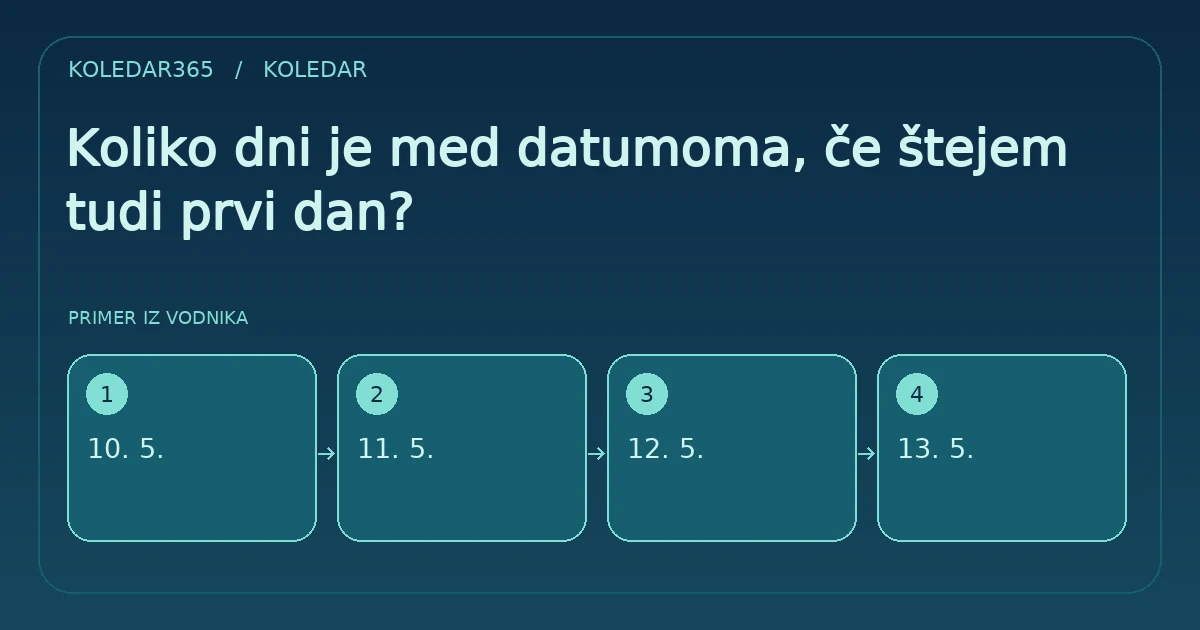 KOLEDAR365 / KOLEDAR
Koliko dni je med datumoma, če štejem
tudi prvi dan?
PRIMER IZ VODNIKA
1
10. 5.
→
2
11. 5.
→
3
12. 5.
→
4
13. 5.